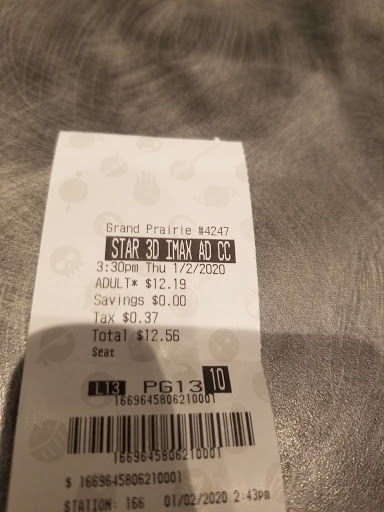 Grand Prairie #4247
STAR 3D IMAX AD CC
3:30pm Thu 1/2/2020
ADULT* $12.19
Savings $0.00
Tax $0.37
Total $12.56
Seat
L13 PG13 10
1669645806210001
1669645806210001
$ 1669645806210001
STATION: 166 01/02/2020 2:43pm